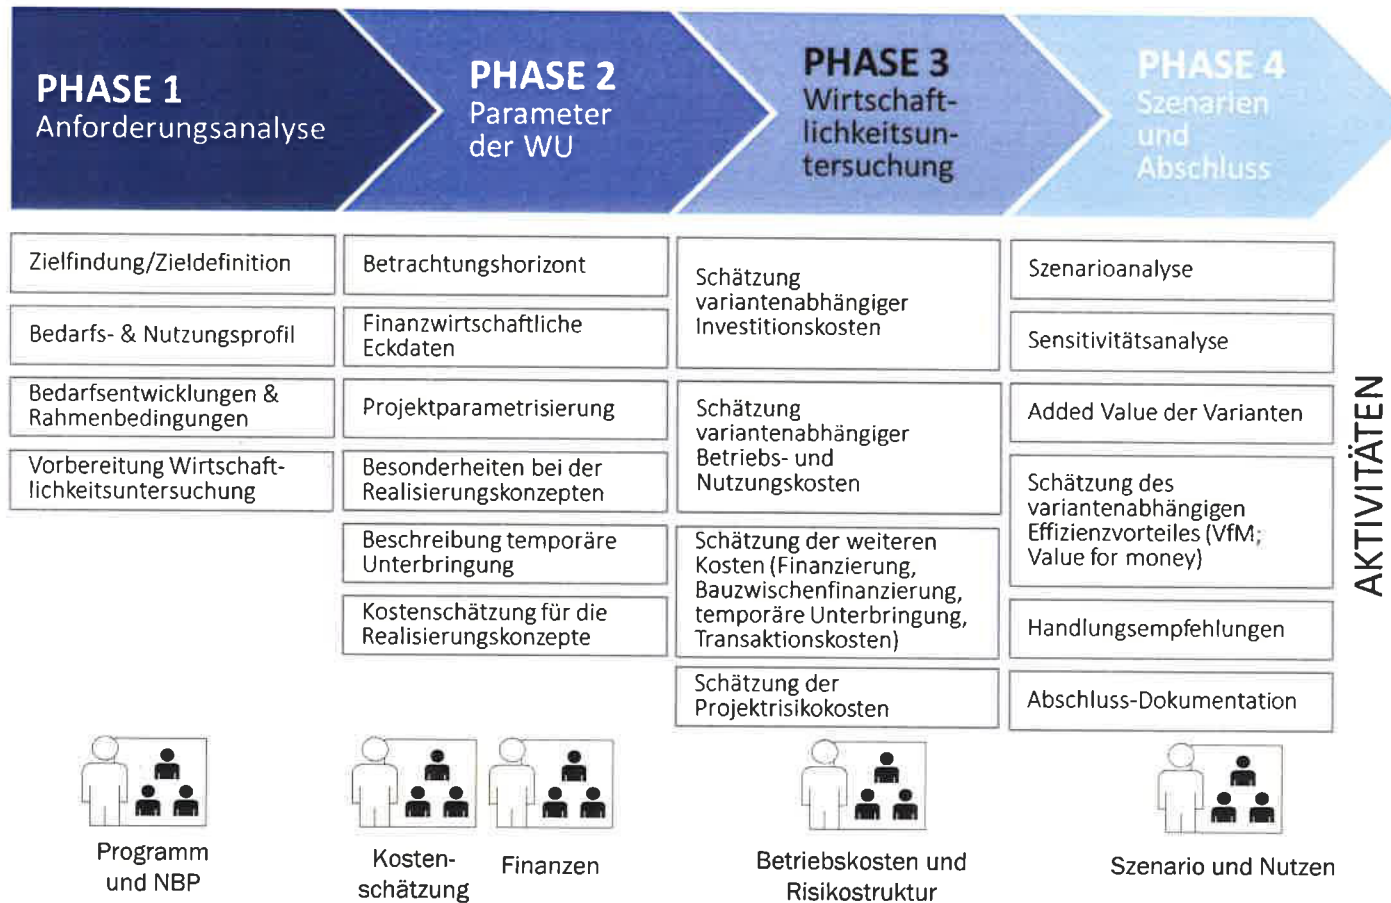 PHASE 1
Anforderungsanalyse
PHASE 2
Parameter
der WU
PHASE 3
Wirtschaft-
lichkeitsun-
tersuchung
PHASE 4
Szenarien
und
Abschluss
Zielfindung/Zieldefinition
Bedarfs- & Nutzungsprofil
Bedarfsentwicklungen &
Rahmenbedingungen
Vorbereitung Wirtschaft-
lichkeitsuntersuchung
Betrachtungshorizont
Finanzwirtschaftliche
Eckdaten
Projektparametrisierung
Besonderheiten bei der
Realisierungskonzepten
Beschreibung temporäre
Unterbringung
Kostenschätzung für die
Realisierungskonzepte
Schätzung
variantenabhängiger
Investitionskosten
Schätzung
variantenabhängiger
Betriebs- und
Nutzungskosten
Schätzung der weiteren
Kosten (Finanzierung,
Bauzwischenfinanzierung,
temporäre Unterbringung,
Transaktionskosten)
Schätzung der
Projektrisikokosten
Szenarioanalyse
Sensitivitätsanalyse
Added Value der Varianten
Schätzung des
variantenabhängigen
Effizienzvorteiles (VfM;
Value for money)
Handlungsempfehlungen
Abschluss-Dokumentation
AKTIVITÄTEN
Programm
und NBP
Kosten-
schätzung
Finanzen
Betriebskosten und
Risikostruktur
Szenario und Nutzen